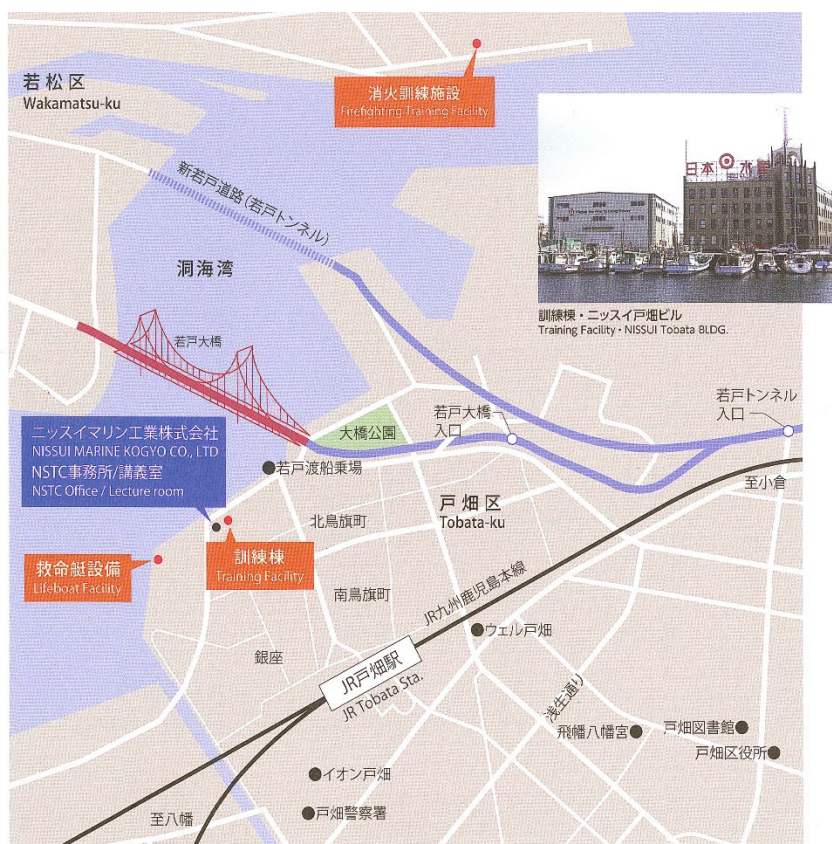 若松区
Wakamatsu-ku
消火訓練施設
Firefighting Training Facility
新若戸道路(若戸トンネル)
洞海湾
日本水産
訓練棟・ニッスイ戸畑ビル
Training Facility・NISSUI Tobata BLDG.
若戸大橋
若戸トンネル
入口
若戸大橋
入口
大橋公園
ニッスイマリン工業株式会社
NISSUI MARINE KOGYO CO., LTD
NSTC事務所/講義室
NSTC Office / Lecture room
若戸渡船乗場
至小倉
戸畑区
Tobata-ku
北鳥旗町
訓練棟
Training Facility
救命艇設備
Lifeboat Facility
南鳥旗町
JR九州鹿児島本線
ウェル戸畑
銀座
JR戸畑駅
JR Tobata Sta.
浅生通り
飛幡八幡宮
戸畑図書館
戸畑区役所
イオン戸畑
至八幡
戸畑警察署